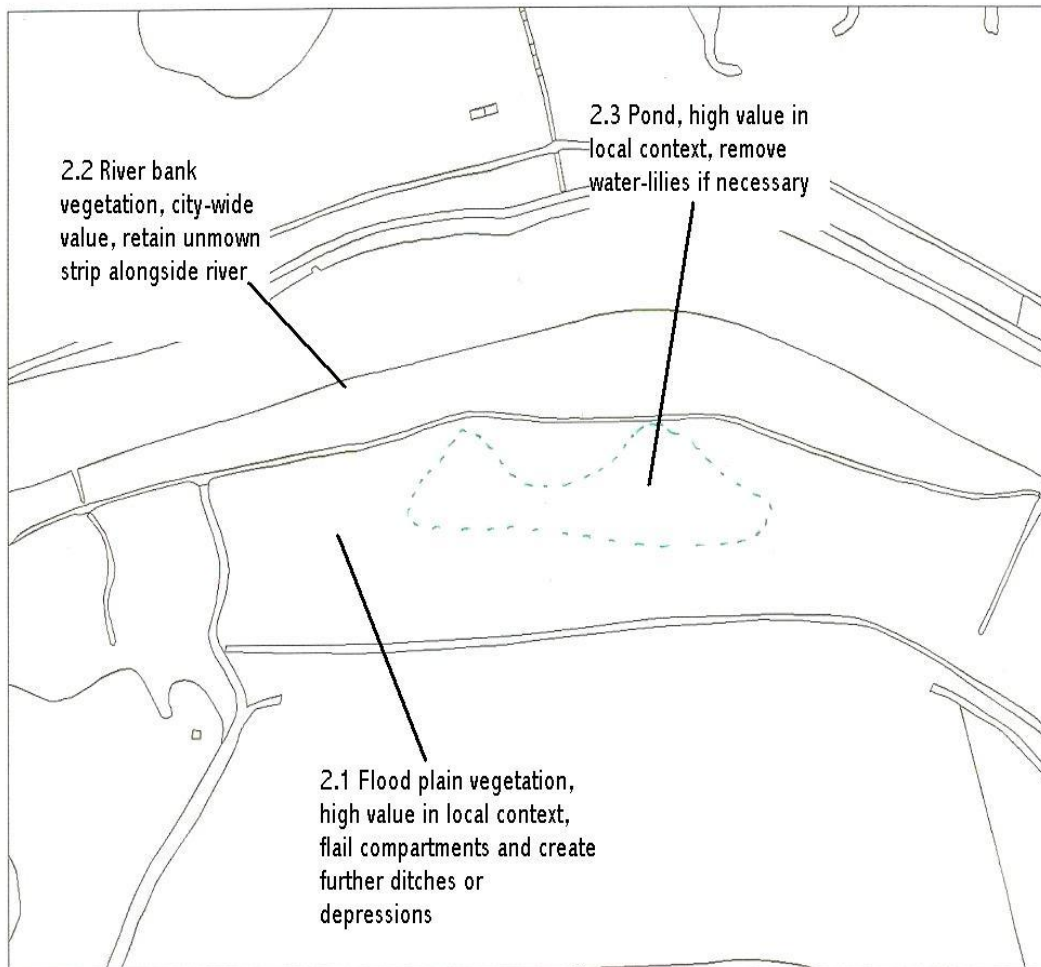 2.3 Pond, high value in
local context, remove
water-lilies if necessary
2.2 River bank
vegetation, city-wide
value, retain unmown
strip alongside river
2.1 Flood plain vegetation,
high value in local context,
flail compartments and create
further ditches or
depressions